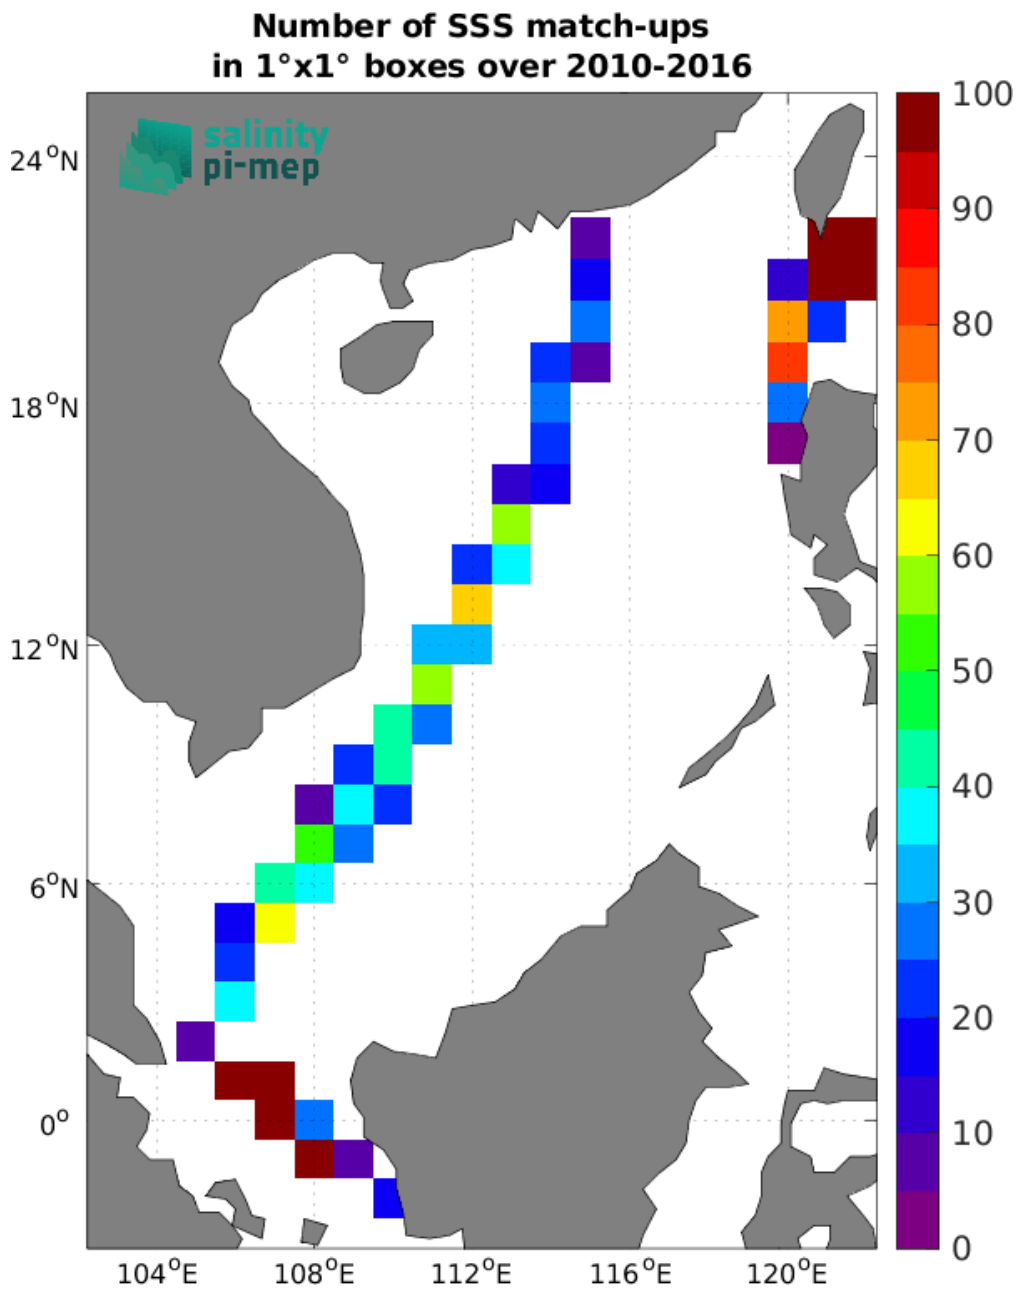 Number of SSS match-ups
in 1°x1° boxes over 2010-2016
salinity
pi-mep
24°N
18°N
12°N
6°N
0°
104°E
108°E
112°E
116°E
120°E
100
90
80
70
60
50
40
30
20
10
0